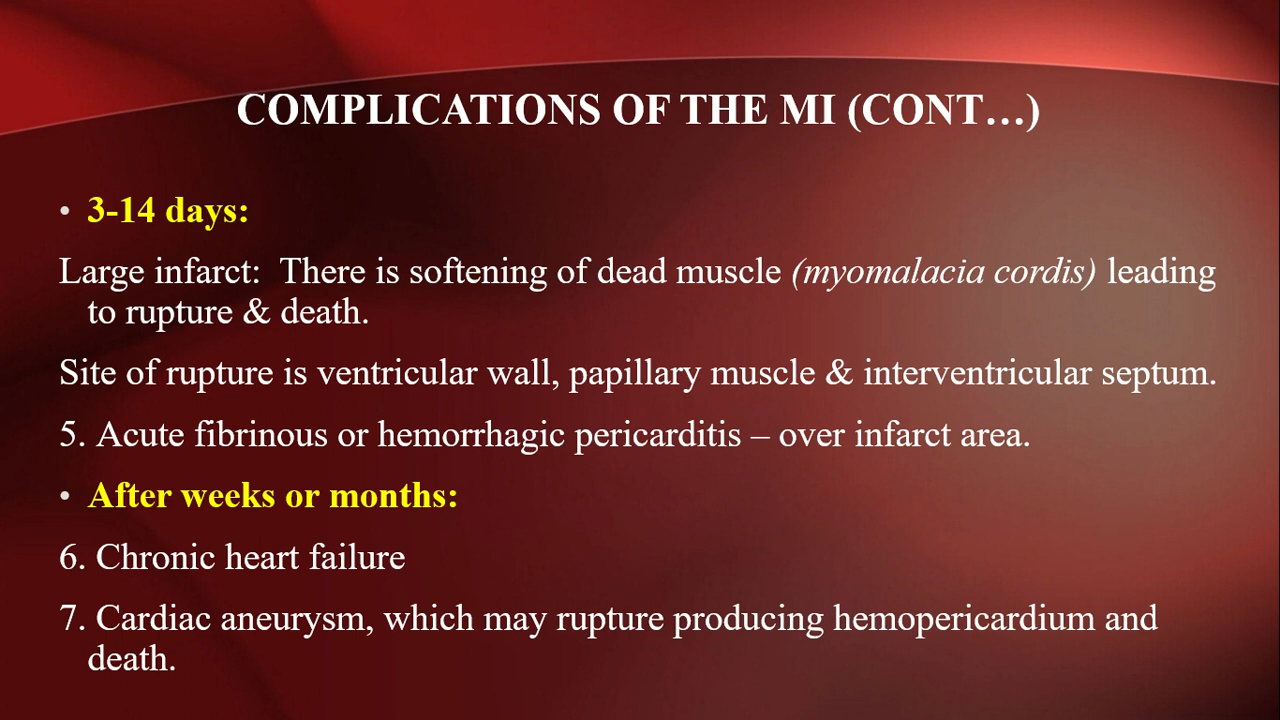 COMPLICATIONS OF THE MI (CONT…)
• 3-14 days:
Large infarct:  There is softening of dead muscle (myomalacia cordis) leading
to rupture & death.
Site of rupture is ventricular wall, papillary muscle & interventricular septum.
5. Acute fibrinous or hemorrhagic pericarditis – over infarct area.
• After weeks or months:
6. Chronic heart failure
7. Cardiac aneurysm, which may rupture producing hemopericardium and
death.